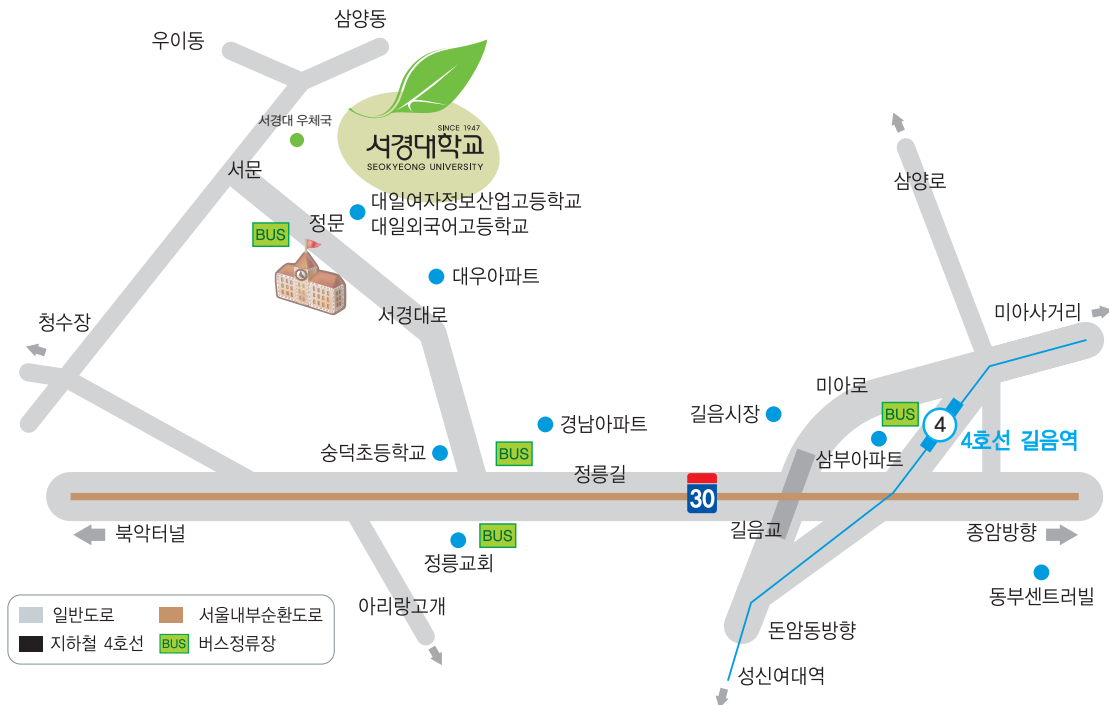 삼양동
우이동
서경대 우체국
SINCE 1947
서경대학교
SEOKYEONG UNIVERSITY
서문
삼양로
대일여자정보산업고등학교
대일외국어고등학교
정문
BUS
대우아파트
서경대로
미아사거리
청수장
미아로
길음시장
BUS
4
4호선 길음역
삼부아파트
경남아파트
숭덕초등학교
BUS
정릉길
30
북악터널
길음교
종암방향
BUS
정릉교회
동부센트러빌
아리랑고개
돈암동방향
성신여대역
일반도로
서울내부순환도로
지하철 4호선
BUS 버스정류장